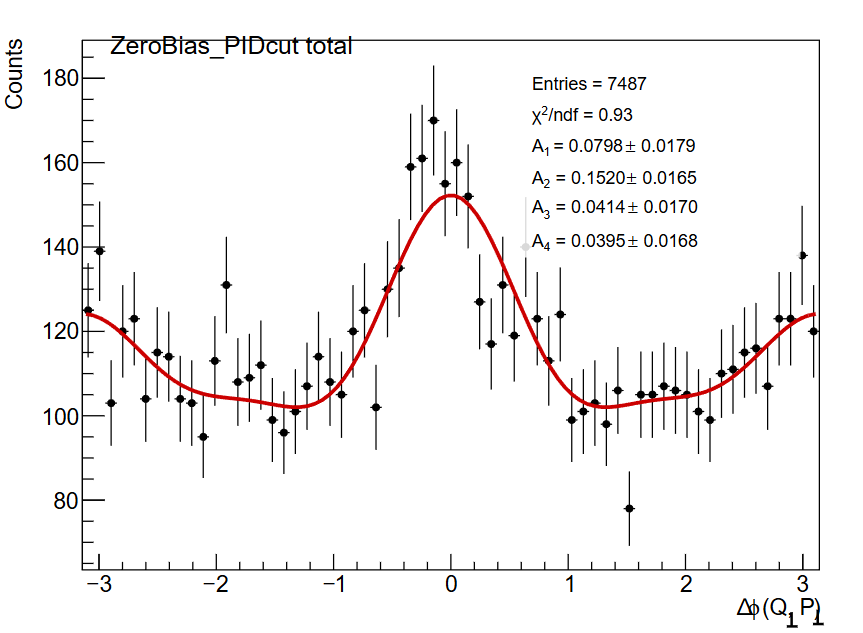 ZeroBias_PIDcut total
Counts
Entries = 7487
χ²/ndf = 0.93
A₁ = 0.0798± 0.0179
A₂ = 0.1520± 0.0165
A₃ = 0.0414± 0.0170
A₄ = 0.0395± 0.0168
180
160
140
120
100
80
−3 −2 −1 0 1 2 3
Δϕ(Q⊥, P⊥)